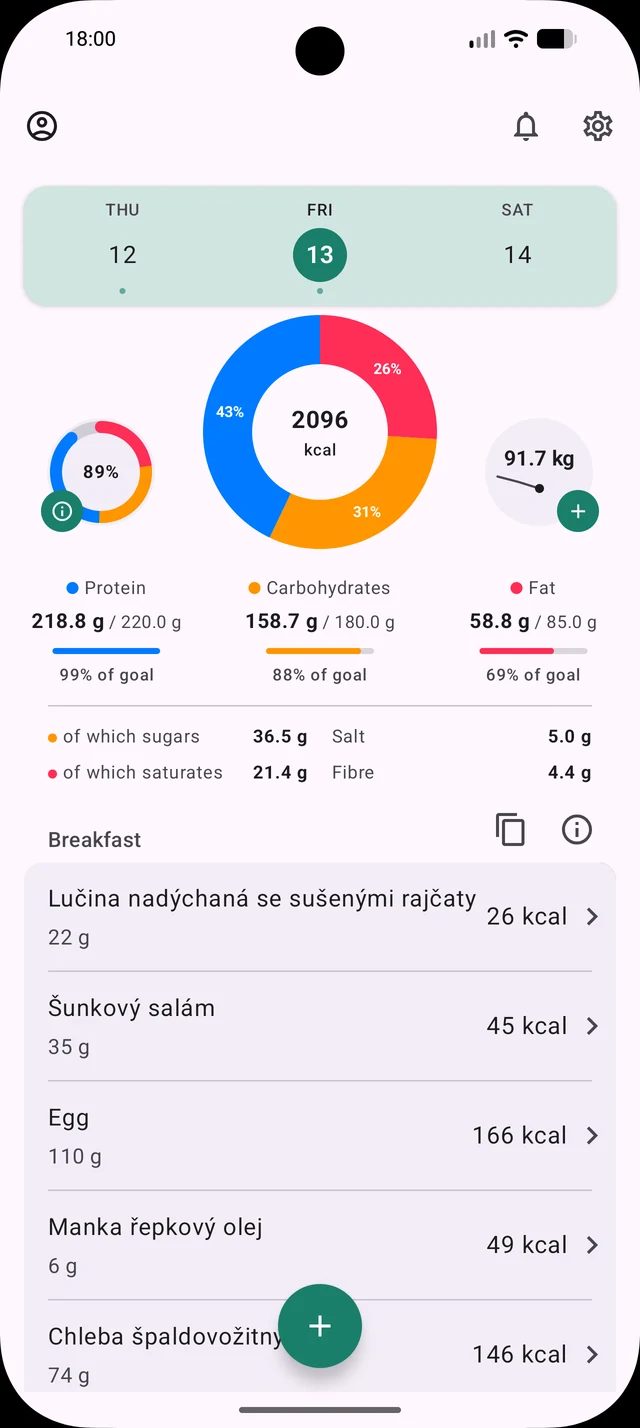 18:00
THU FRI SAT
12 13 14
26%
43%
31%
2096
kcal
89%
91.7 kg
Protein Carbohydrates Fat
218.8 g / 220.0 g 158.7 g / 180.0 g 58.8 g / 85.0 g
99% of goal 88% of goal 69% of goal
of which sugars 36.5 g Salt 5.0 g
of which saturates 21.4 g Fibre 4.4 g
Breakfast
Lučina nadýchaná se sušenými rajčaty 26 kcal
22 g
Šunkový salám 45 kcal
35 g
Egg 166 kcal
110 g
Manka řepkový olej 49 kcal
6 g
Chleba špaldovožitný 146 kcal
74 g